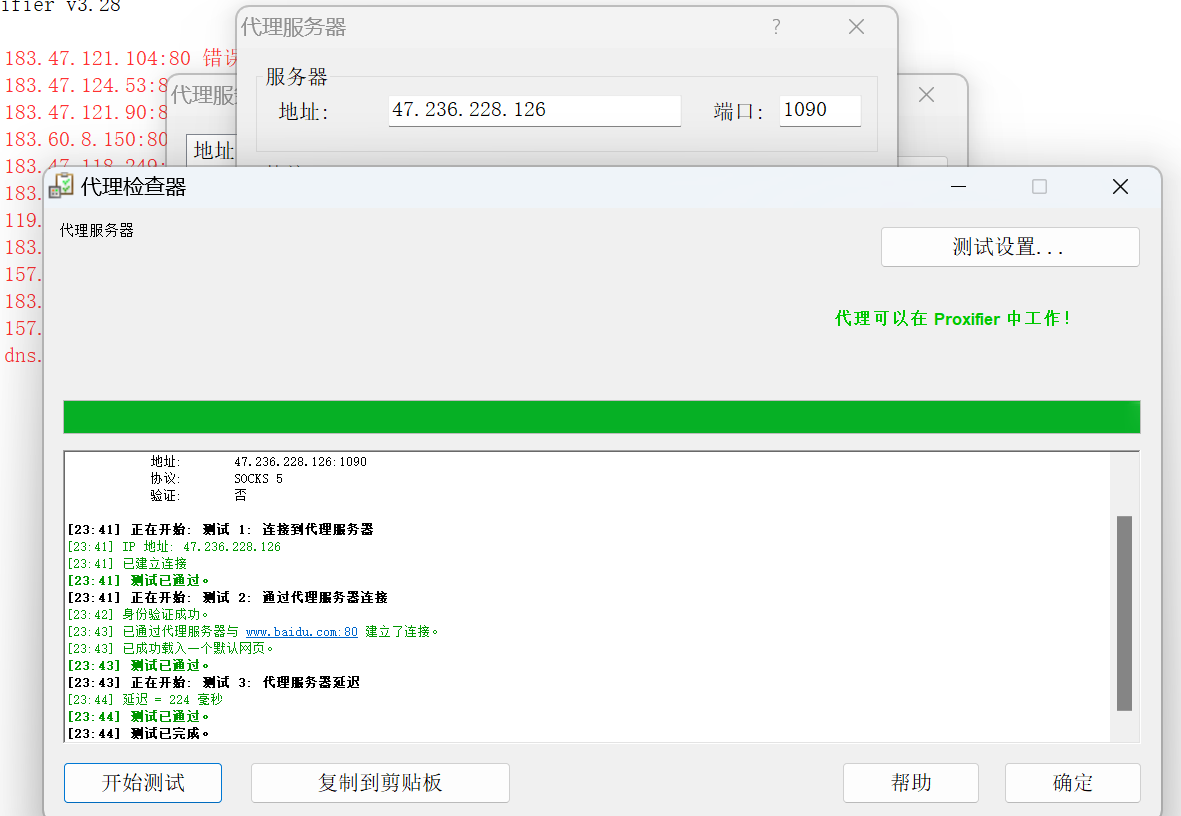 ifier v3.28
代理服务器
?
183.47.121.104:80 错误
服务器
183.47.124.53:8
代理服
地址:
47.236.228.126
端口:
1090
183.47.121.90:8
183.60.8.150:80
地址
183.47.118.249:
代理检查器
183.
119.
代理服务器
测试设置...
183.
157.
183.
代理可以在 Proxifier 中工作!
157.
dns.
地址: 47.236.228.126:1090
协议: SOCKS 5
验证: 否
[23:41] 正在开始: 测试 1: 连接到代理服务器
[23:41] IP 地址: 47.236.228.126
[23:41] 已建立连接
[23:41] 测试已通过。
[23:41] 正在开始: 测试 2: 通过代理服务器连接
[23:42] 身份验证成功。
[23:43] 已通过代理服务器与 www.baidu.com:80 建立了连接。
[23:43] 已成功载入一个默认网页。
[23:43] 测试已通过。
[23:43] 正在开始: 测试 3: 代理服务器延迟
[23:44] 延迟 = 224 毫秒
[23:44] 测试已通过。
[23:44] 测试已完成。
开始测试
复制到剪贴板
帮助
确定